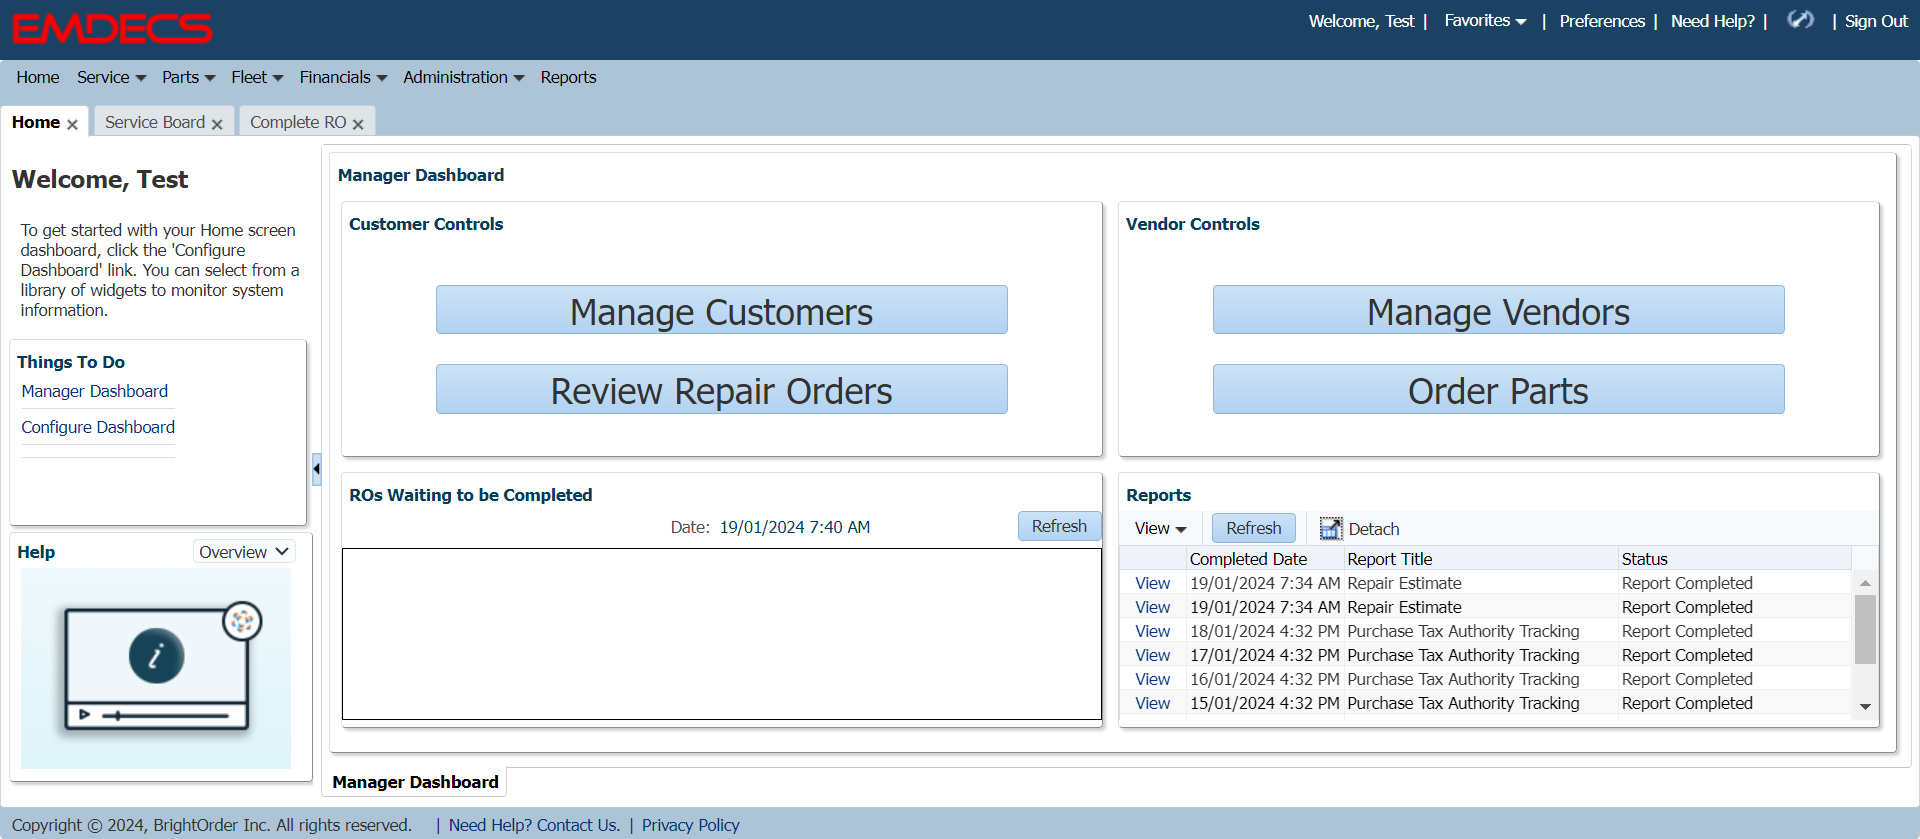 EMDECS
Welcome, Test | Favorites | Preferences | Need Help? | | Sign Out
Home Service Parts Fleet Financials Administration Reports
Home Service Board Complete RO
Welcome, Test
To get started with your Home screen
dashboard, click the 'Configure
Dashboard' link. You can select from a
library of widgets to monitor system
information.
Things To Do
Manager Dashboard
Configure Dashboard
Help Overview
i
Manager Dashboard
Customer Controls
Manage Customers
Review Repair Orders
Vendor Controls
Manage Vendors
Order Parts
ROs Waiting to be Completed
Date: 19/01/2024 7:40 AM Refresh
Reports
View Refresh Detach
Completed Date Report Title Status
View 19/01/2024 7:34 AM Repair Estimate Report Completed
View 19/01/2024 7:34 AM Repair Estimate Report Completed
View 18/01/2024 4:32 PM Purchase Tax Authority Tracking Report Completed
View 17/01/2024 4:32 PM Purchase Tax Authority Tracking Report Completed
View 16/01/2024 4:32 PM Purchase Tax Authority Tracking Report Completed
View 15/01/2024 4:32 PM Purchase Tax Authority Tracking Report Completed
Manager Dashboard
Copyright © 2024, BrightOrder Inc. All rights reserved. | Need Help? Contact Us. | Privacy Policy